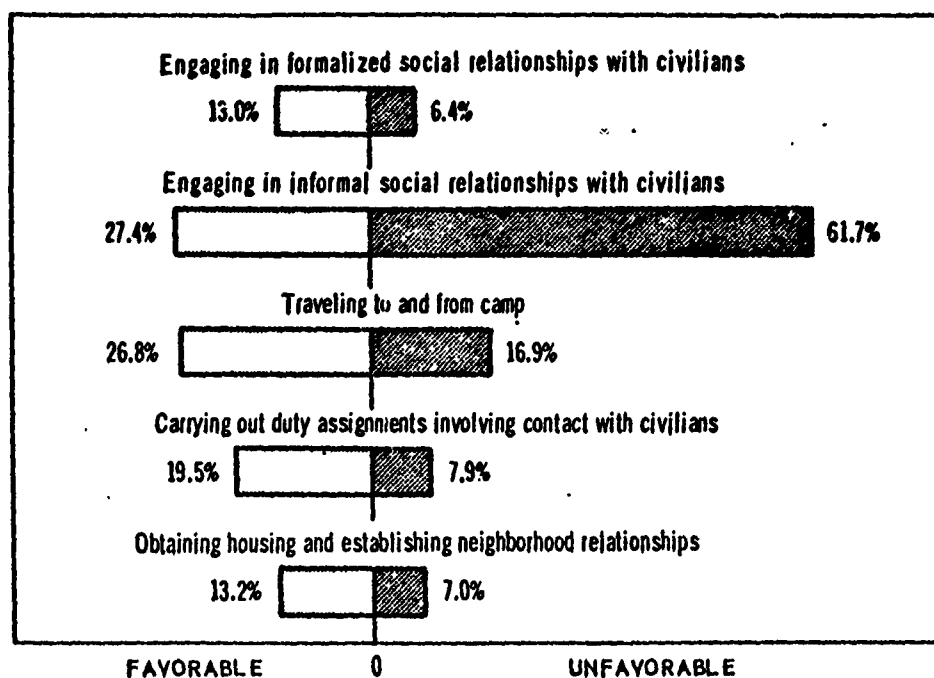 Engaging in formalized social relationships with civilians
13.0% 6.4%
Engaging in informal social relationships with civilians
27.4% 61.7%
Traveling to and from camp
26.8% 16.9%
Carrying out duty assignments involving contact with civilians
19.5% 7.9%
Obtaining housing and establishing neighborhood relationships
13.2% 7.0%
FAVORABLE 0 UNFAVORABLE